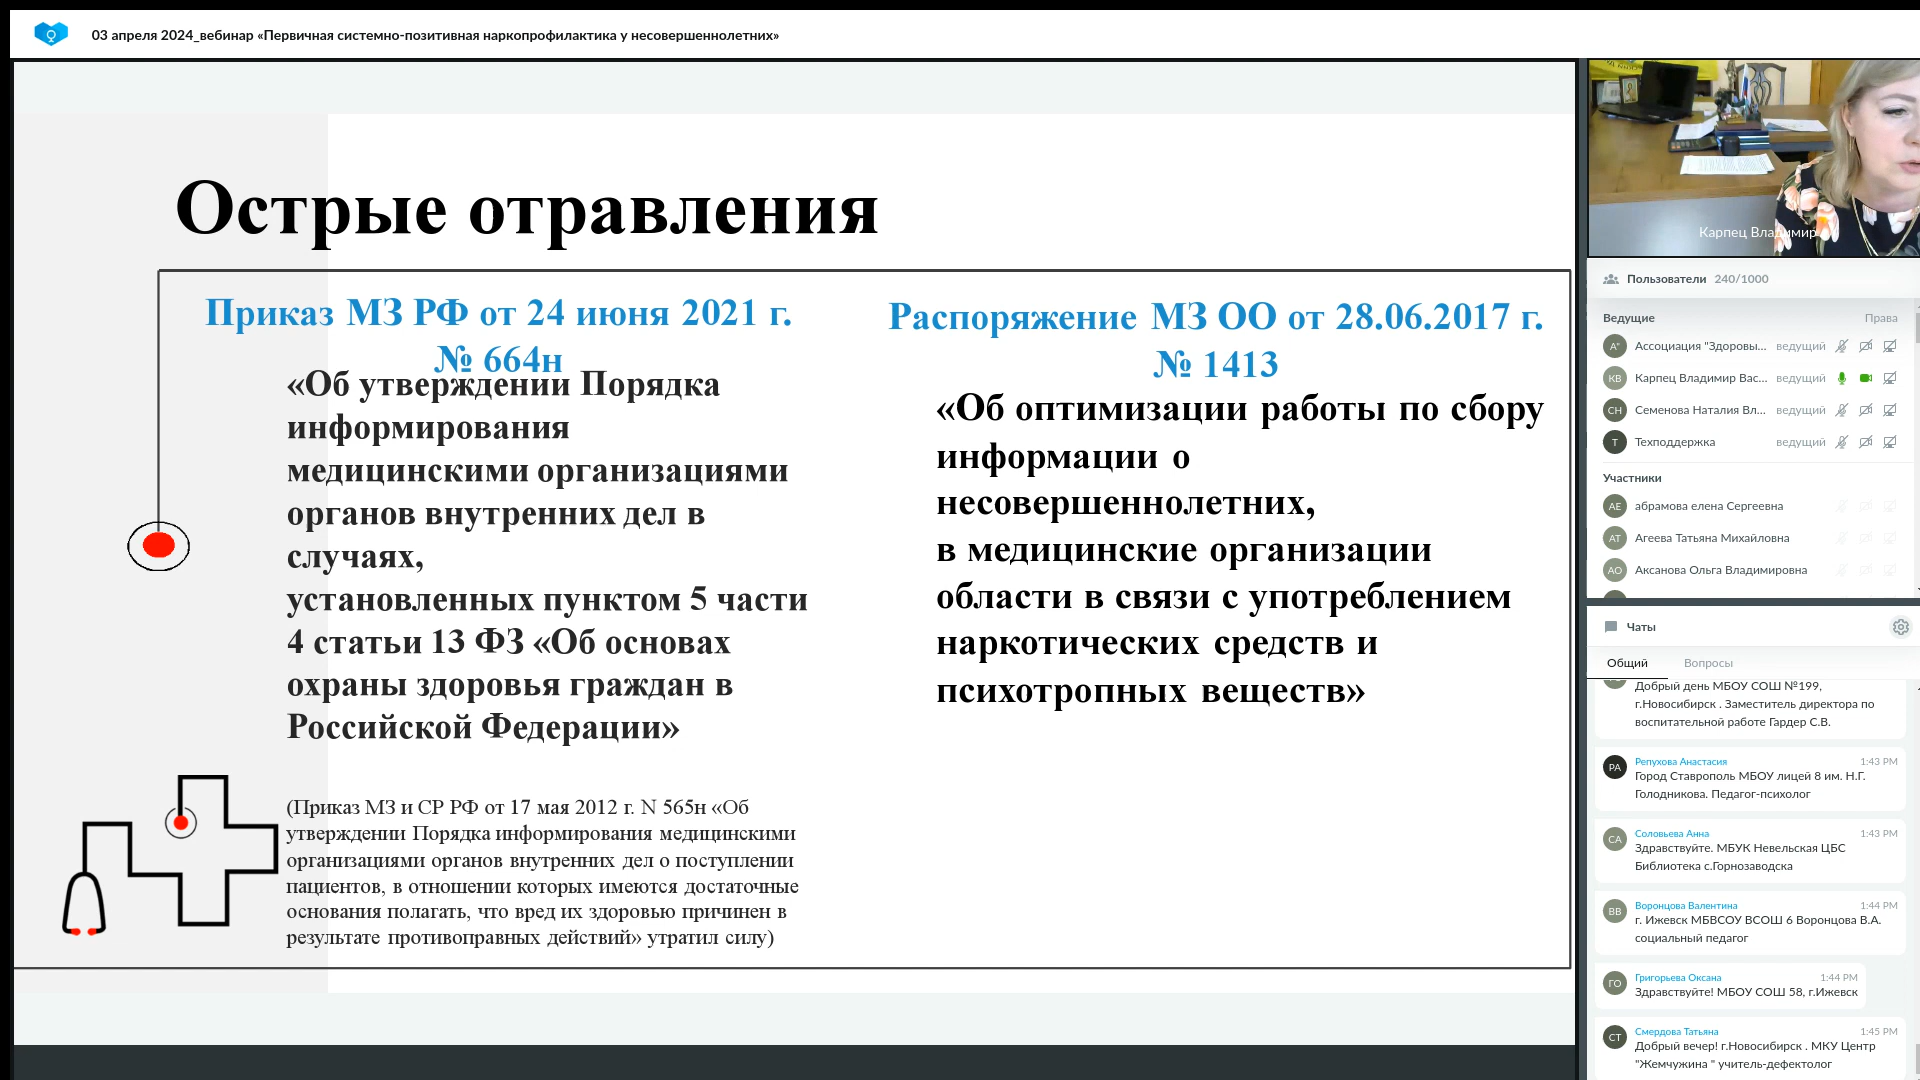 03 апреля 2024_вебинар «Первичная системно-позитивная наркопрофилактика у несовершеннолетних»
Острые отравления
Приказ МЗ РФ от 24 июня 2021 г.
№ 664н
«Об утверждении Порядка
информирования
медицинскими организациями
органов внутренних дел в
случаях,
установленных пунктом 5 части
4 статьи 13 ФЗ «Об основах
охраны здоровья граждан в
Российской Федерации»
(Приказ МЗ и СР РФ от 17 мая 2012 г. N 565н «Об
утверждении Порядка информирования медицинскими
организациями органов внутренних дел о поступлении
пациентов, в отношении которых имеются достаточные
основания полагать, что вред их здоровью причинен в
результате противоправных действий» утратил силу)
Распоряжение МЗ ОО от 28.06.2017 г.
№ 1413
«Об оптимизации работы по сбору
информации о
несовершеннолетних,
в медицинские организации
области в связи с употреблением
наркотических средств и
психотропных веществ»
Карпец Владимир
Пользователи 240/1000
Ведущие Права
А" Ассоциация "Здоровы... ведущий
КВ Карпец Владимир Вас... ведущий
СН Семенова Наталия Вл... ведущий
Т Техподдержка ведущий
Участники
АЕ абрамова елена Сергеевна
АТ Агеева Татьяна Михайловна
АО Аксанова Ольга Владимировна
Чаты
Общий Вопросы
Добрый день МБОУ СОШ №199,
г.Новосибирск . Заместитель директора по
воспитательной работе Гардер С.В.
РА Репухова Анастасия 1:43 PM
Город Ставрополь МБОУ лицей 8 им. Н.Г.
Голодникова. Педагог-психолог
СА Соловьева Анна 1:43 PM
Здравствуйте. МБУК Невельская ЦБС
Библиотека с.Горнозаводска
ВВ Воронцова Валентина 1:44 PM
г. Ижевск МБВСОУ ВСОШ 6 Воронцова В.А.
социальный педагог
ГО Григорьева Оксана 1:44 PM
Здравствуйте! МБОУ СОШ 58, г.Ижевск
СТ Смердова Татьяна 1:45 PM
Добрый вечер! г.Новосибирск . МКУ Центр
"Жемчужина " учитель-дефектолог